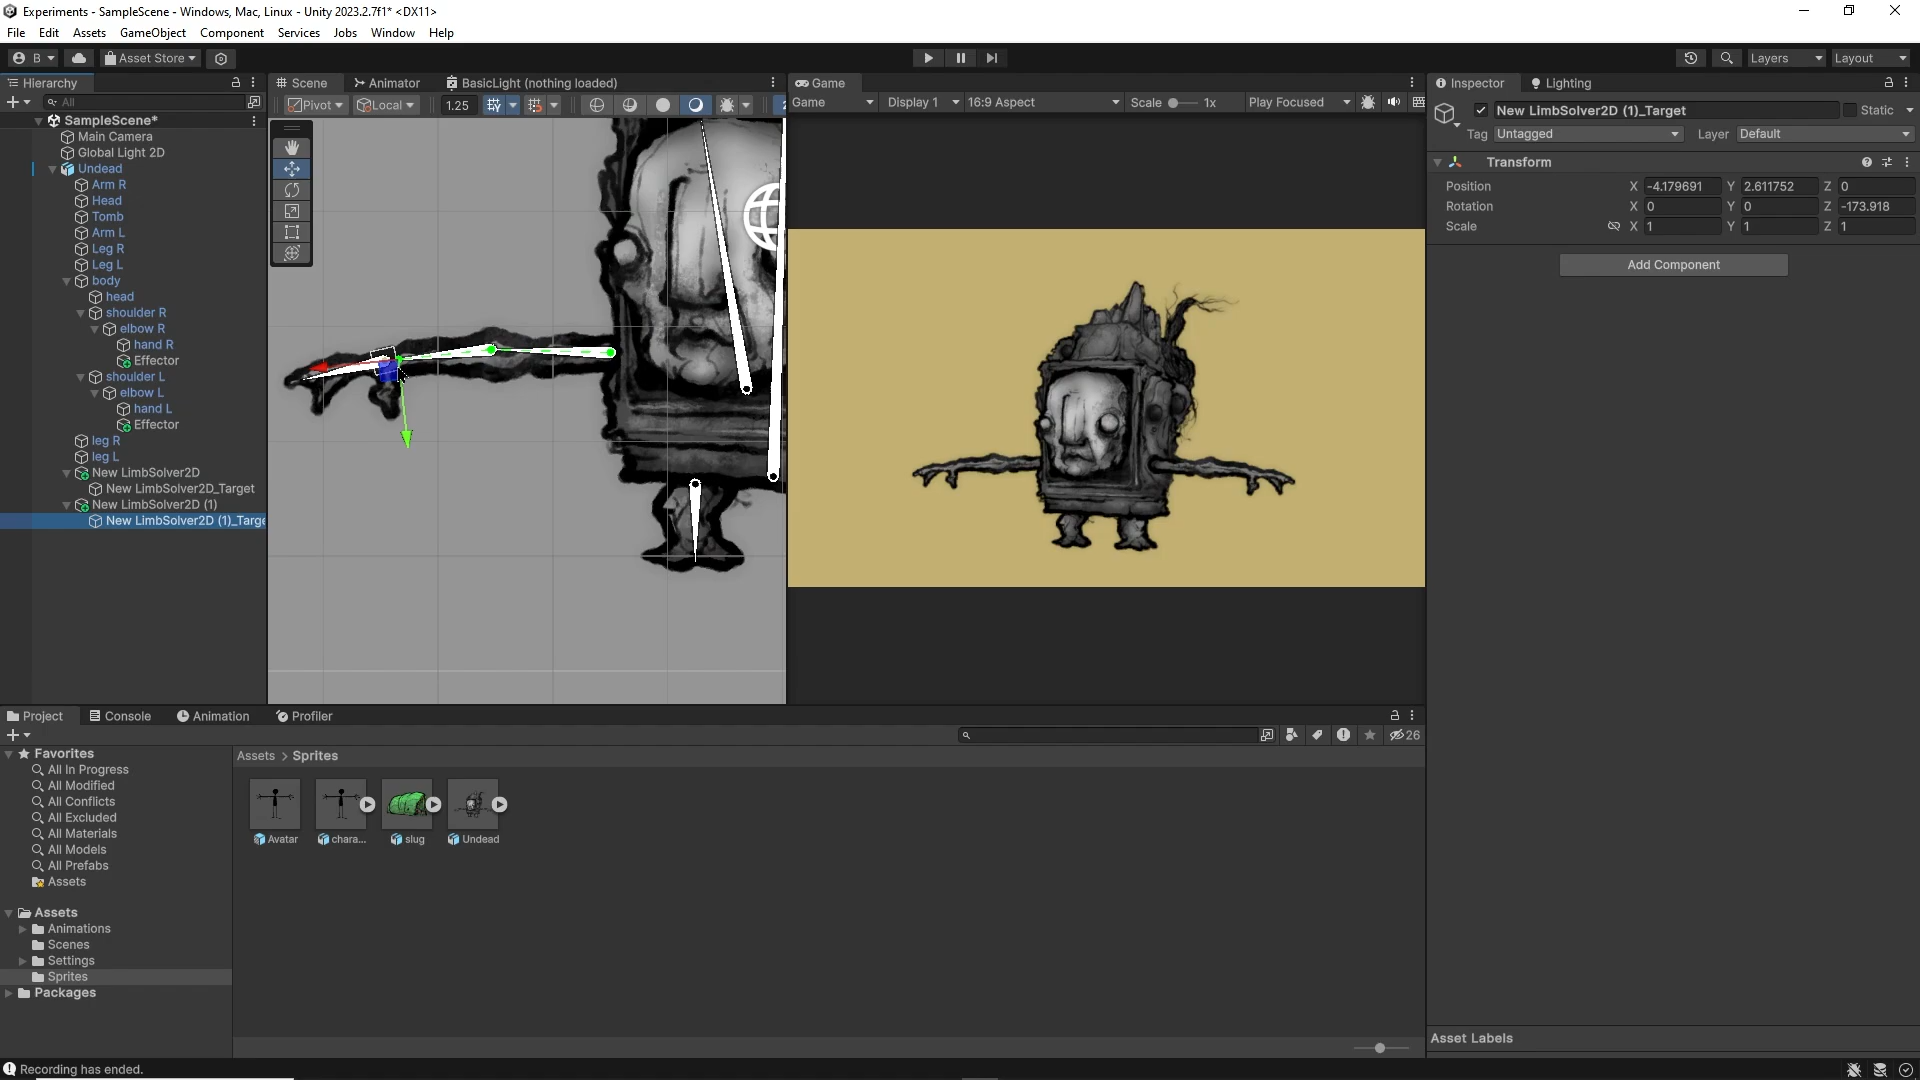 Experiments - SampleScene - Windows, Mac, Linux - Unity 2023.2.7f1* <DX11>
File Edit Assets GameObject Component Services Jobs Window Help
B Asset Store Layers Layout
Hierarchy
All
SampleScene*
Main Camera
Global Light 2D
Undead
Arm R
Head
Tomb
Arm L
Leg R
Leg L
body
head
shoulder R
elbow R
hand R
Effector
shoulder L
elbow L
hand L
Effector
leg R
leg L
New LimbSolver2D
New LimbSolver2D_Target
New LimbSolver2D (1)
New LimbSolver2D (1)_Targe
Scene Animator BasicLight (nothing loaded)
Pivot Local 1.25
Game
Game Display 1 16:9 Aspect Scale 1x Play Focused
Inspector Lighting
New LimbSolver2D (1)_Target Static
Tag Untagged Layer Default
Transform
Position X -4.179691 Y 2.611752 Z 0
Rotation X 0 Y 0 Z -173.918
Scale X 1 Y 1 Z 1
Add Component
Project Console Animation Profiler
26
Favorites
All In Progress
All Modified
All Conflicts
All Excluded
All Materials
All Models
All Prefabs
Assets
Assets
Animations
Scenes
Settings
Sprites
Packages
Assets > Sprites
Avatar chara... slug Undead
Asset Labels
Recording has ended.